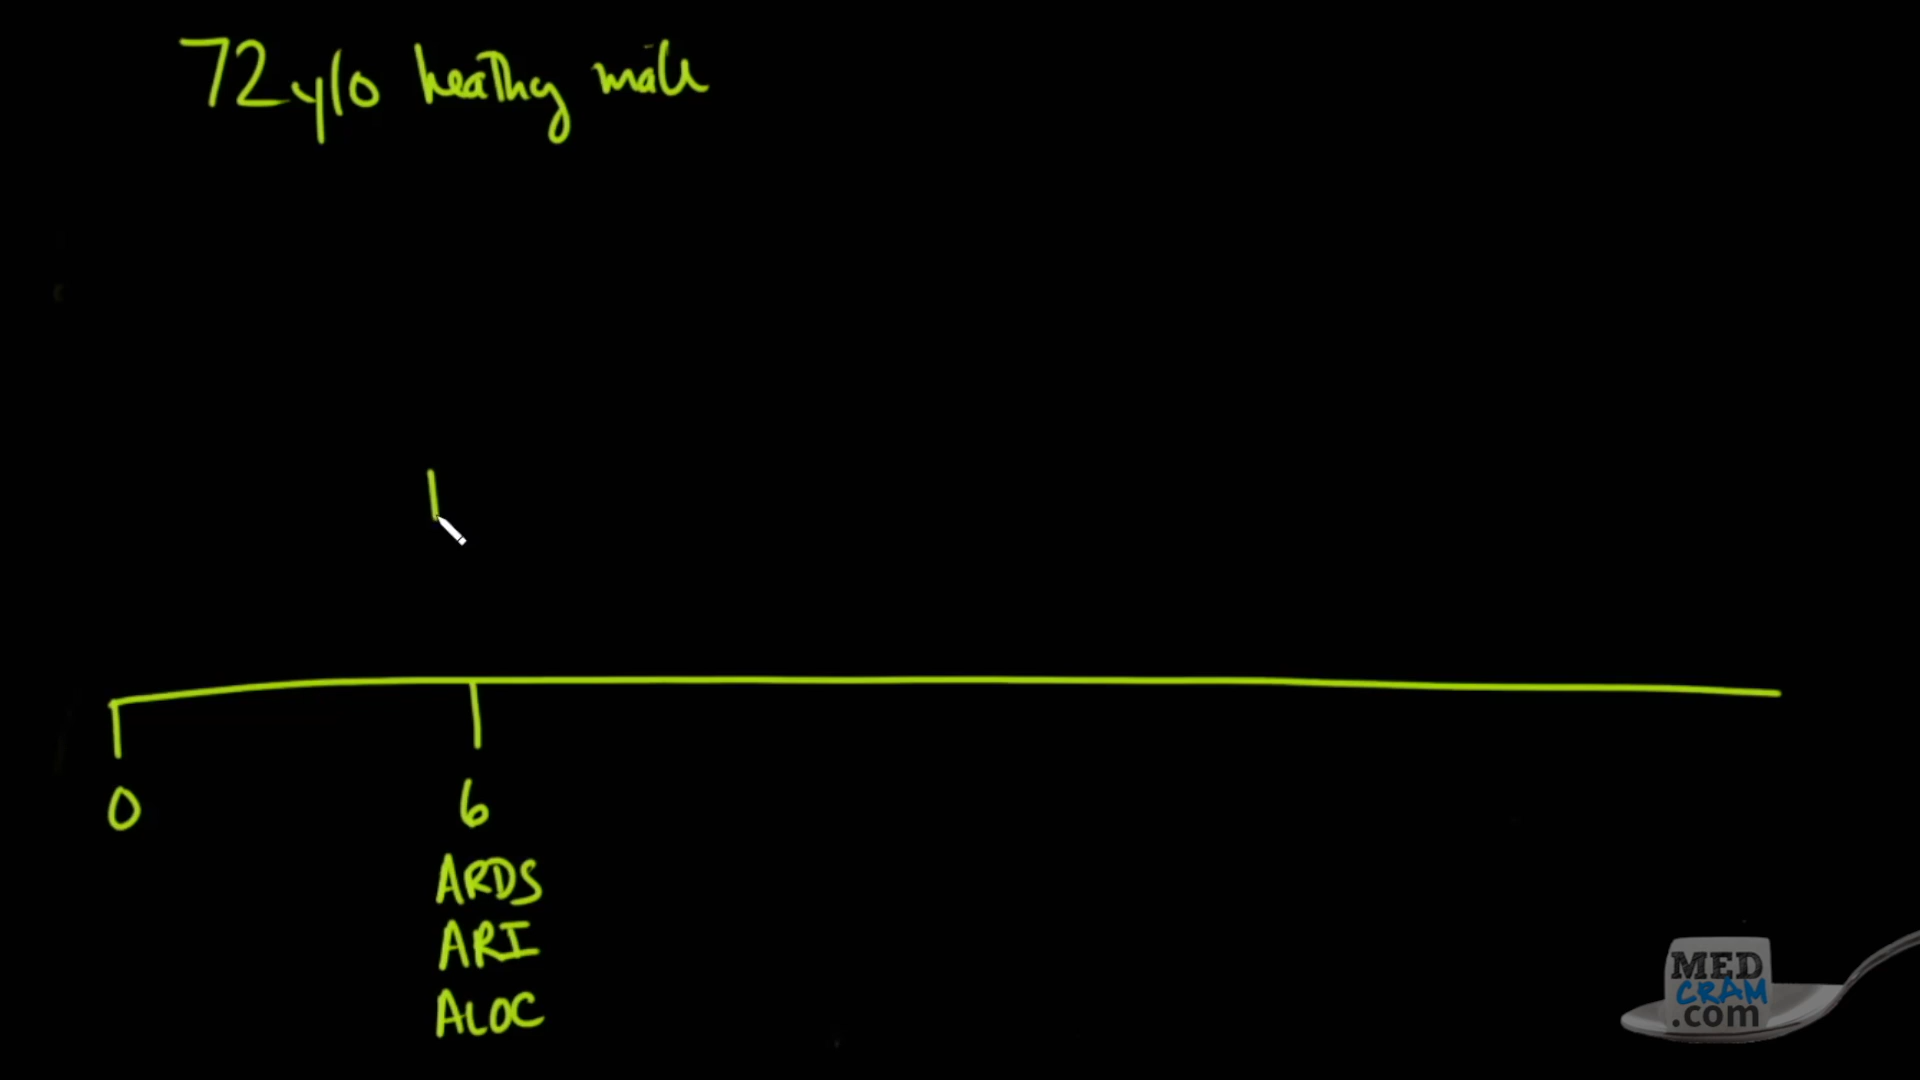 72 y/o healthy male
0
6
ARDS
ARI
ALOC
MED
CRAM
.com